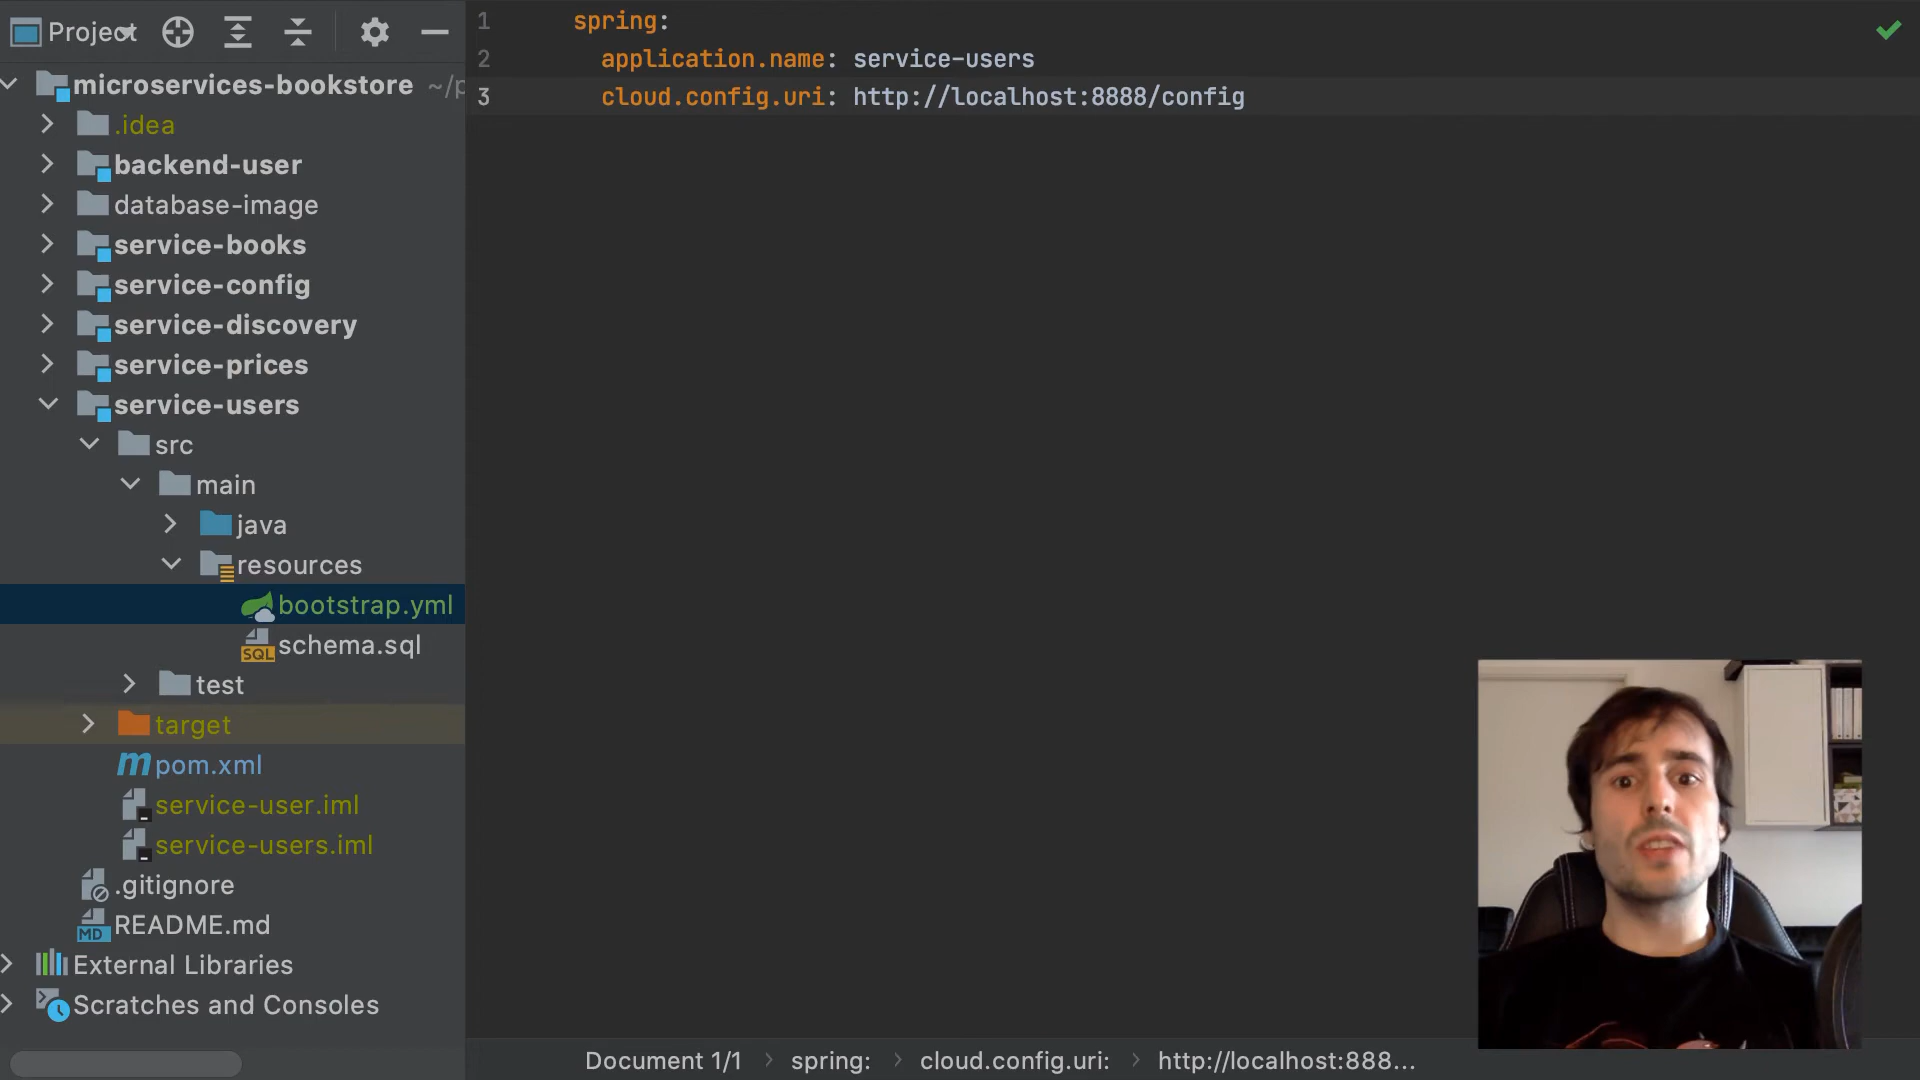 Project
microservices-bookstore ~/p
.idea
backend-user
database-image
service-books
service-config
service-discovery
service-prices
service-users
src
main
java
resources
bootstrap.yml
SQL schema.sql
test
target
m pom.xml
service-user.iml
service-users.iml
.gitignore
MD README.md
External Libraries
Scratches and Consoles
1 spring:
2 application.name: service-users
3 cloud.config.uri: http://localhost:8888/config
Document 1/1 spring: cloud.config.uri: http://localhost:888...